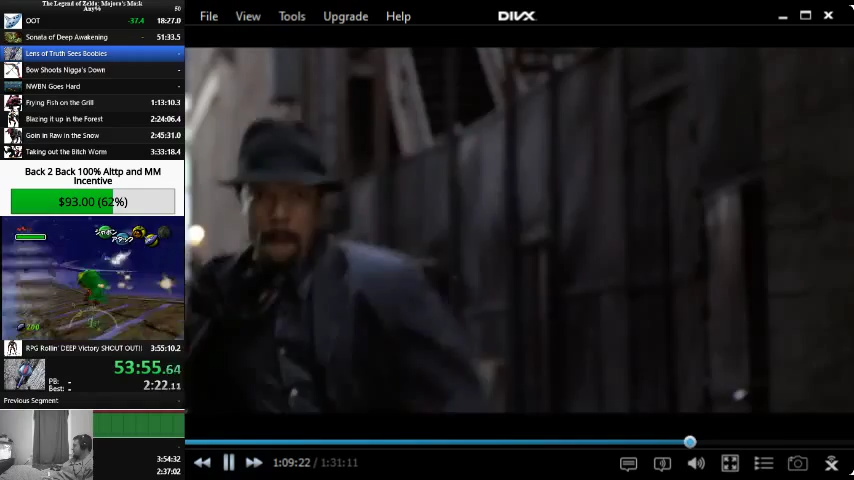 The Legend of Zelda: Majora's Mask
Any%
50
OOT -37.4 18:27.0
Sonata of Deep Awakening - 51:33.5
Lens of Truth Sees Boobies -
Bow Shoots Nigga's Down -
NWBN Goes Hard -
Frying Fish on the Grill 1:13:10.3
Blazing it up in the Forest 2:24:06.4
Goin in Raw in the Snow 2:45:31.0
Taking out the Bitch Worm 3:33:18.4
Back 2 Back 100% Alttp and MM
Incentive
$93.00 (62%)
200
RPG Rollin' DEEP Victory SHOUT OUT!! 3:55:10.2
53:55.64
PB: -
Best: -
2:22.11
Previous Segment -
-
3:54:32
2:37:02
File View Tools Upgrade Help DIVX
1:09:22 / 1:31:11